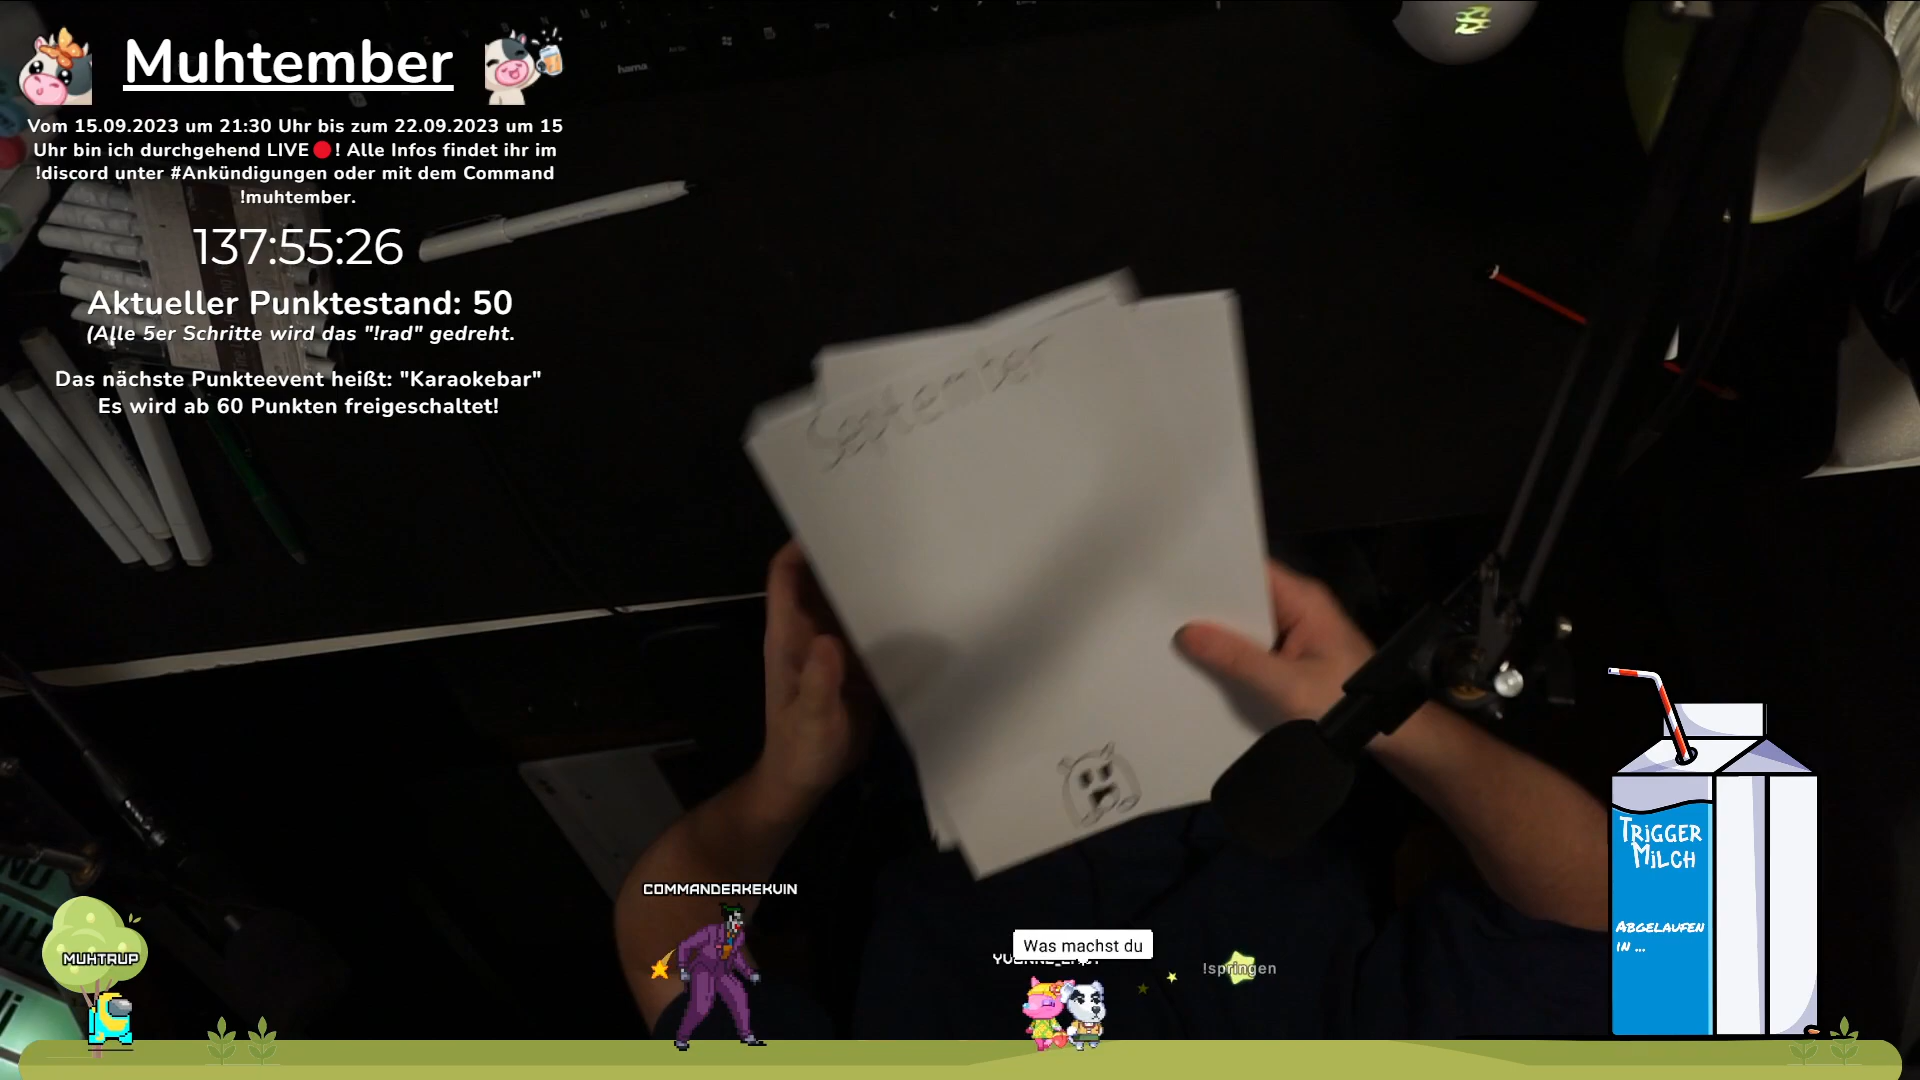 Muhtember
Vom 15.09.2023 um 21:30 Uhr bis zum 22.09.2023 um 15
Uhr bin ich durchgehend LIVE🔴! Alle Infos findet ihr im
!discord unter #Ankündigungen oder mit dem Command
!muhtember.
137:55:26
Aktueller Punktestand: 50
(Alle 5er Schritte wird das "!rad" gedreht.
Das nächste Punkteevent heißt: "Karaokebar"
Es wird ab 60 Punkten freigeschaltet!
hama
September
TRiGGER
MiLCH
ABGELAUFEN
iN ...
COMMANDERKEKVIN
Was machst du
!springen
MUHTRUP